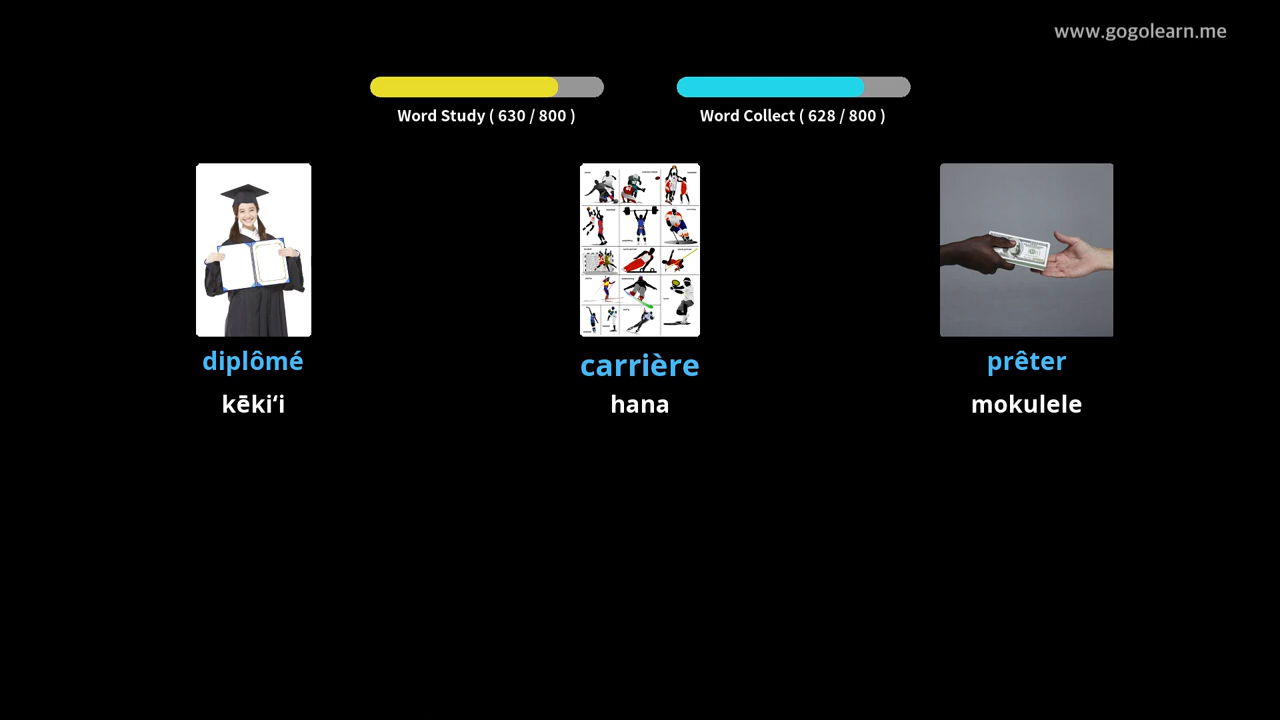 www.gogolearn.me
Word Study ( 630 / 800 )
Word Collect ( 628 / 800 )
diplômé
carrière
prêter
kēkiʻi
hana
mokulele